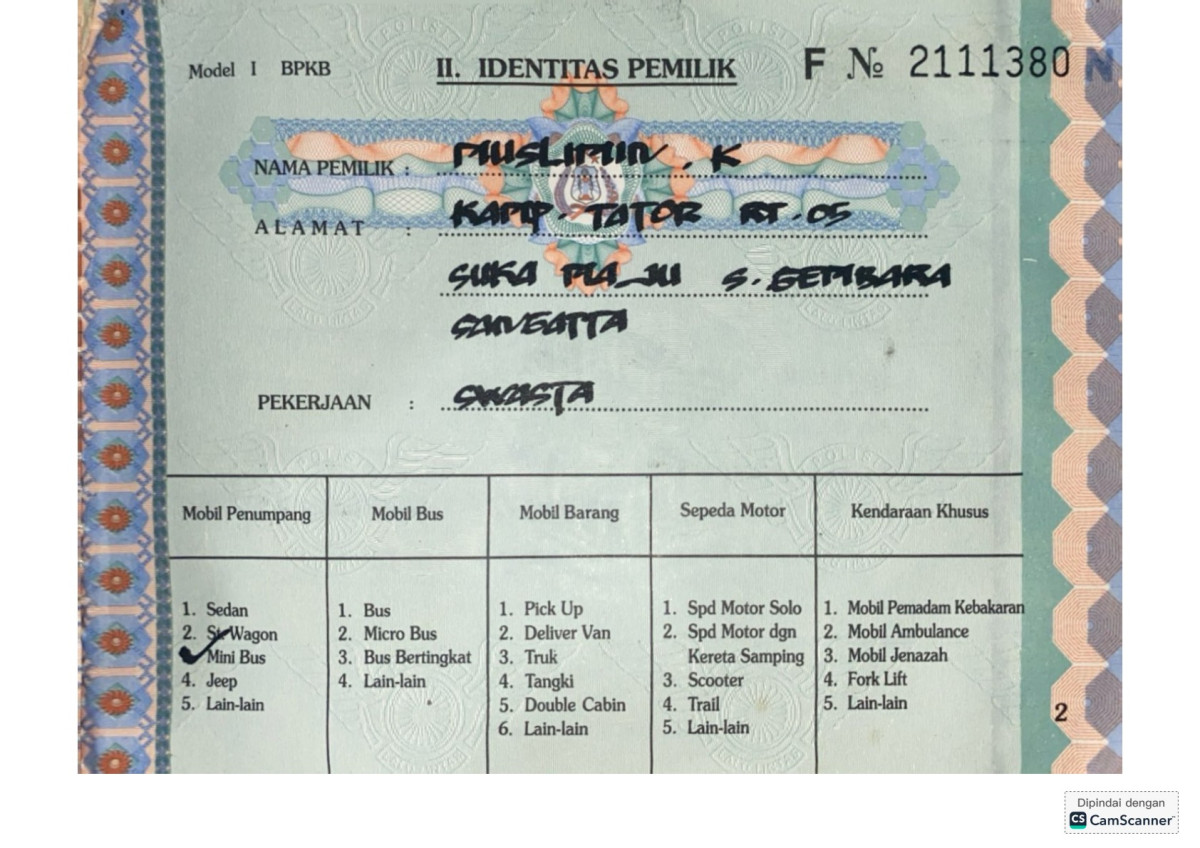 Model I BPKB
II. IDENTITAS PEMILIK
F № 2111380 N
NAMA PEMILIK : MUSLIMIN . K
ALAMAT : KAMP. TATOR RT. 05
SUKA MAJU S. GEMBARA
SANGATTA
PEKERJAAN : SWASTA
Mobil Penumpang
1. Sedan
2. St. Wagon
Mini Bus
4. Jeep
5. Lain-lain
Mobil Bus
1. Bus
2. Micro Bus
3. Bus Bertingkat
4. Lain-lain
Mobil Barang
1. Pick Up
2. Deliver Van
3. Truk
4. Tangki
5. Double Cabin
6. Lain-lain
Sepeda Motor
1. Spd Motor Solo
2. Spd Motor dgn
Kereta Samping
3. Scooter
4. Trail
5. Lain-lain
Kendaraan Khusus
1. Mobil Pemadam Kebakaran
2. Mobil Ambulance
3. Mobil Jenazah
4. Fork Lift
5. Lain-lain
2
Dipindai dengan
CS CamScanner